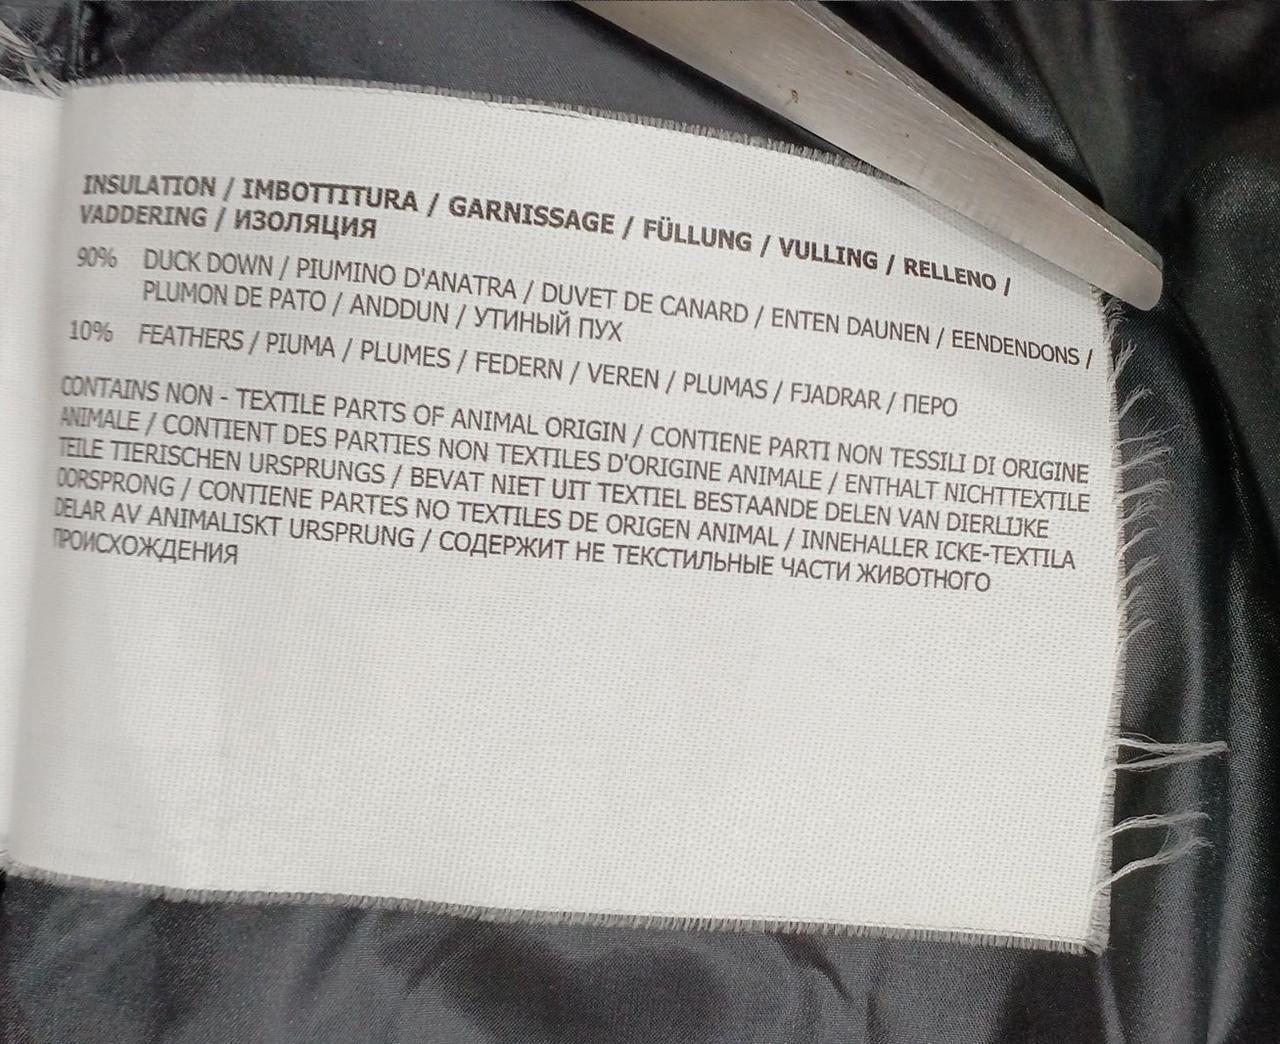 INSULATION / IMBOTTITURA / GARNISSAGE / FÜLLUNG / VULLING / RELLENO /
VADDERING / ИЗОЛЯЦИЯ
90% DUCK DOWN / PIUMINO D'ANATRA / DUVET DE CANARD / ENTEN DAUNEN / EENDENDONS /
PLUMON DE PATO / ANDDUN / УТИНЫЙ ПУХ
10% FEATHERS / PIUMA / PLUMES / FEDERN / VEREN / PLUMAS / FJADRAR / ПЕРО
CONTAINS NON - TEXTILE PARTS OF ANIMAL ORIGIN / CONTIENE PARTI NON TESSILI DI ORIGINE
ANIMALE / CONTIENT DES PARTIES NON TEXTILES D'ORIGINE ANIMALE / ENTHALT NICHTTEXTILE
TEILE TIERISCHEN URSPRUNGS / BEVAT NIET UIT TEXTIEL BESTAANDE DELEN VAN DIERLIJKE
OORSPRONG / CONTIENE PARTES NO TEXTILES DE ORIGEN ANIMAL / INNEHALLER ICKE-TEXTILA
DELAR AV ANIMALISKT URSPRUNG / СОДЕРЖИТ НЕ ТЕКСТИЛЬНЫЕ ЧАСТИ ЖИВОТНОГО
ПРОИСХОЖДЕНИЯ